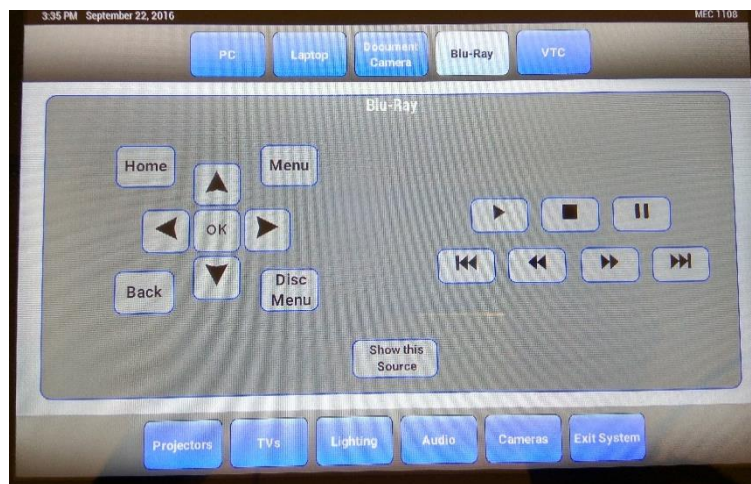 3:35 PM September 22, 2016 MEC 1108
PC
Laptop
Document
Camera
Blu-Ray
VTC
Blu-Ray
Home
Menu
OK
Back
Disc
Menu
Show this
Source
Projectors
TVs
Lighting
Audio
Cameras
Exit System